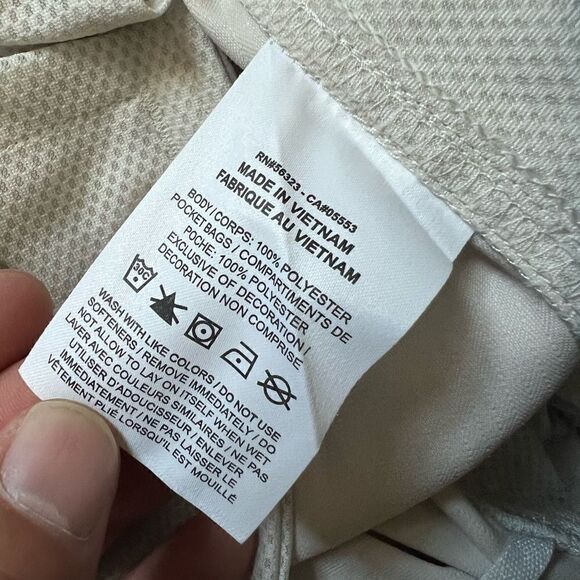 RN#56323 - CA#05553
MADE IN VIETNAM
FABRIQUE AU VIETNAM
BODY / CORPS: 100% POLYESTER
POCKET BAGS / COMPARTIMENTS DE
POCHE: 100% POLYESTER
EXCLUSIVE OF DECORATION /
DECORATION NON COMPRISE
30C
WASH WITH LIKE COLORS / DO NOT USE
SOFTENERS / REMOVE IMMEDIATELY / DO
NOT ALLOW TO LAY ON ITSELF WHEN WET
LAVER AVEC COULEURS SIMILAIRES / NE PAS
UTILISER D'ADOUCISSEUR / ENLEVER
IMMEDIATEMENT / NE PAS LAISSER LE
VÊTEMENT PLIÉ, LORSQU'IL EST MOUILLÉ